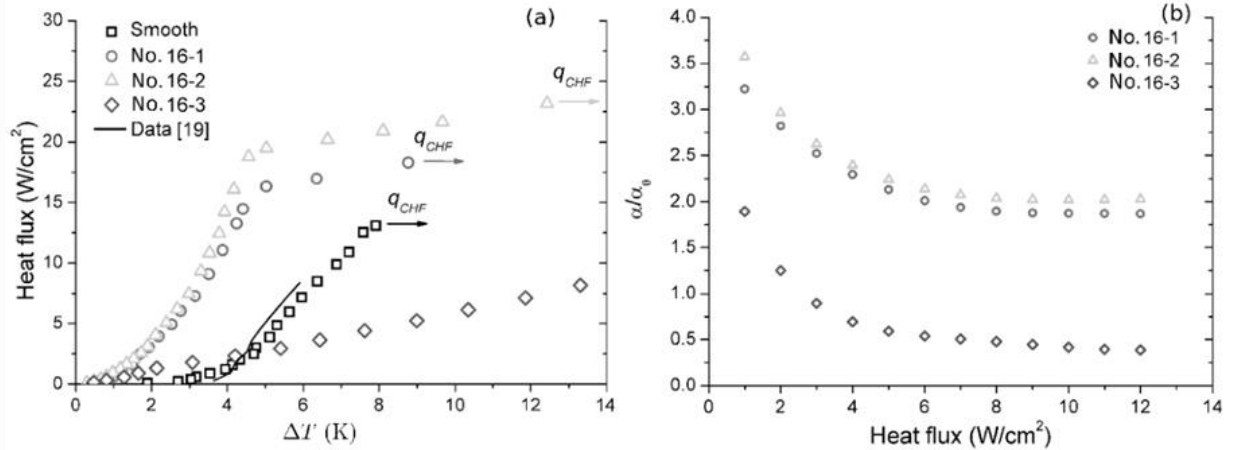 (a)
30
25
20
15
10
5
0
Heat flux (W/cm²)
Smooth
No. 16-1
No. 16-2
No. 16-3
Data [19]
q_CHF
q_CHF
q_CHF
0 2 4 6 8 10 12 14
ΔT (K)
(b)
4.0
3.5
3.0
2.5
2.0
1.5
1.0
0.5
0.0
α/α₀
No. 16-1
No. 16-2
No. 16-3
0 2 4 6 8 10 12 14
Heat flux (W/cm²)